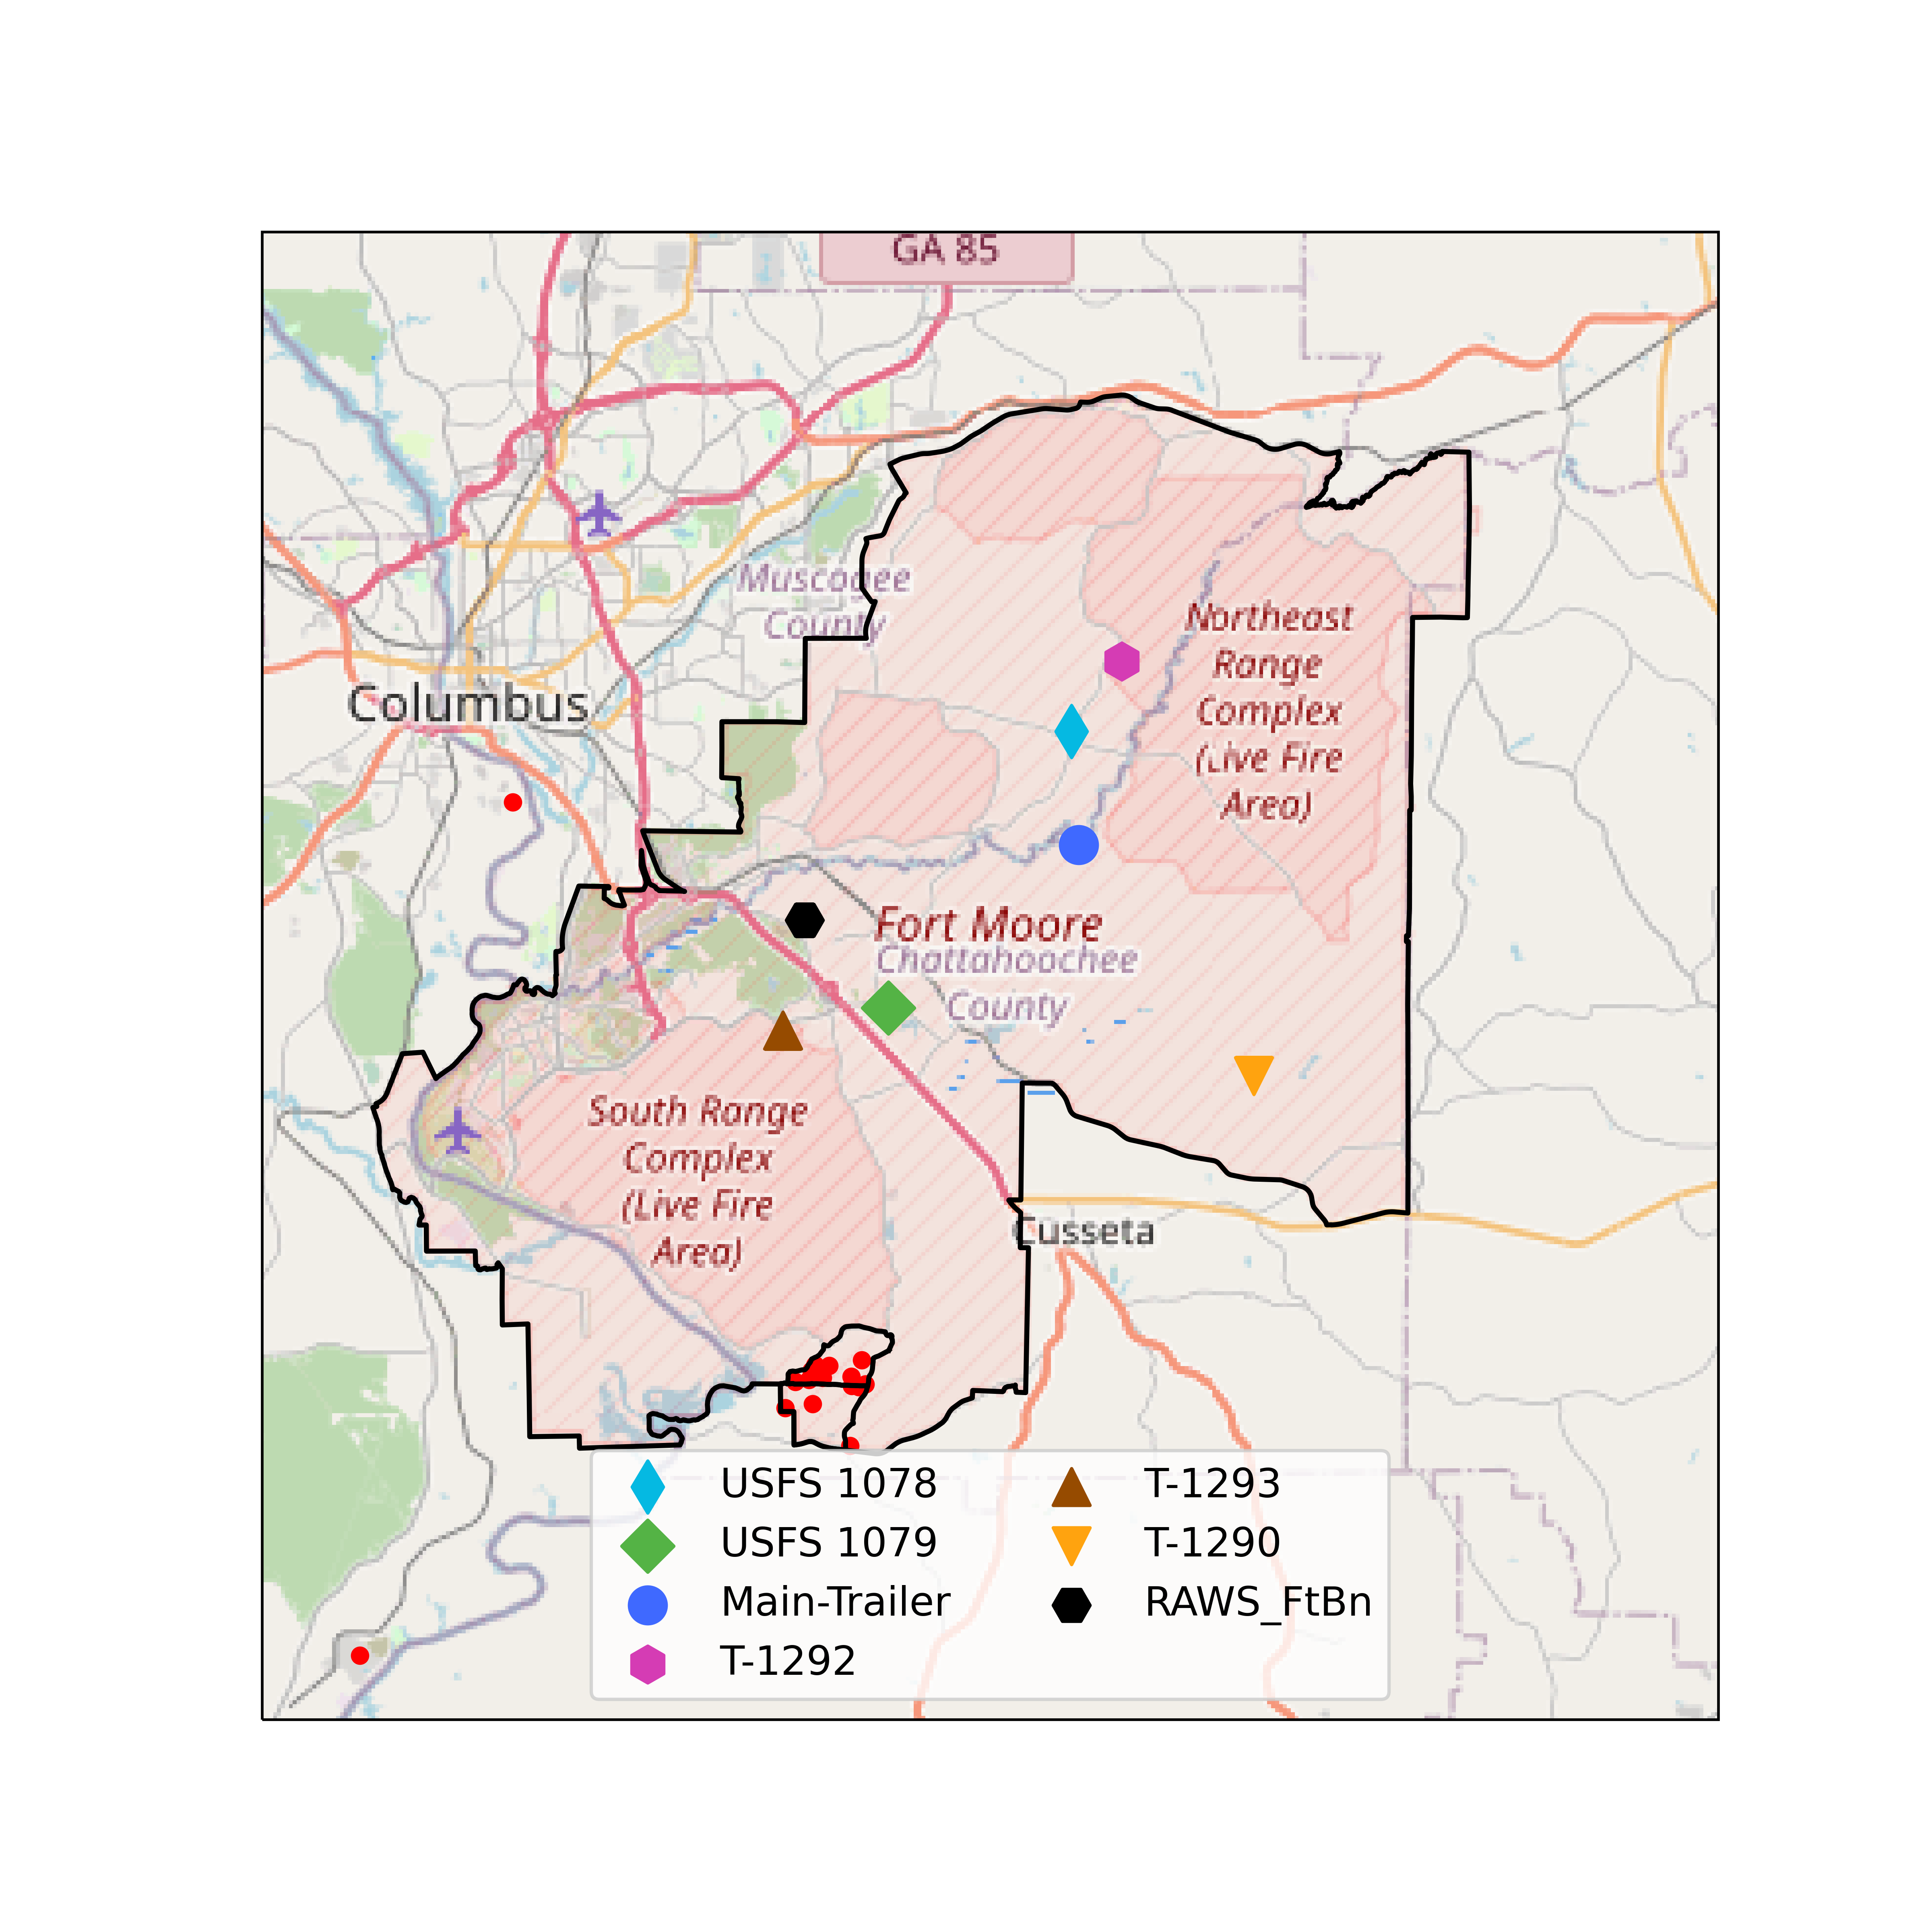 GA 85
Muscogee
County
Northeast
Range
Complex
(Live Fire
Area)
Columbus
Fort Moore
Chattahoochee
County
South Range
Complex
(Live Fire
Area)
Cusseta
USFS 1078
USFS 1079
Main-Trailer
T-1292
T-1293
T-1290
RAWS_FtBn